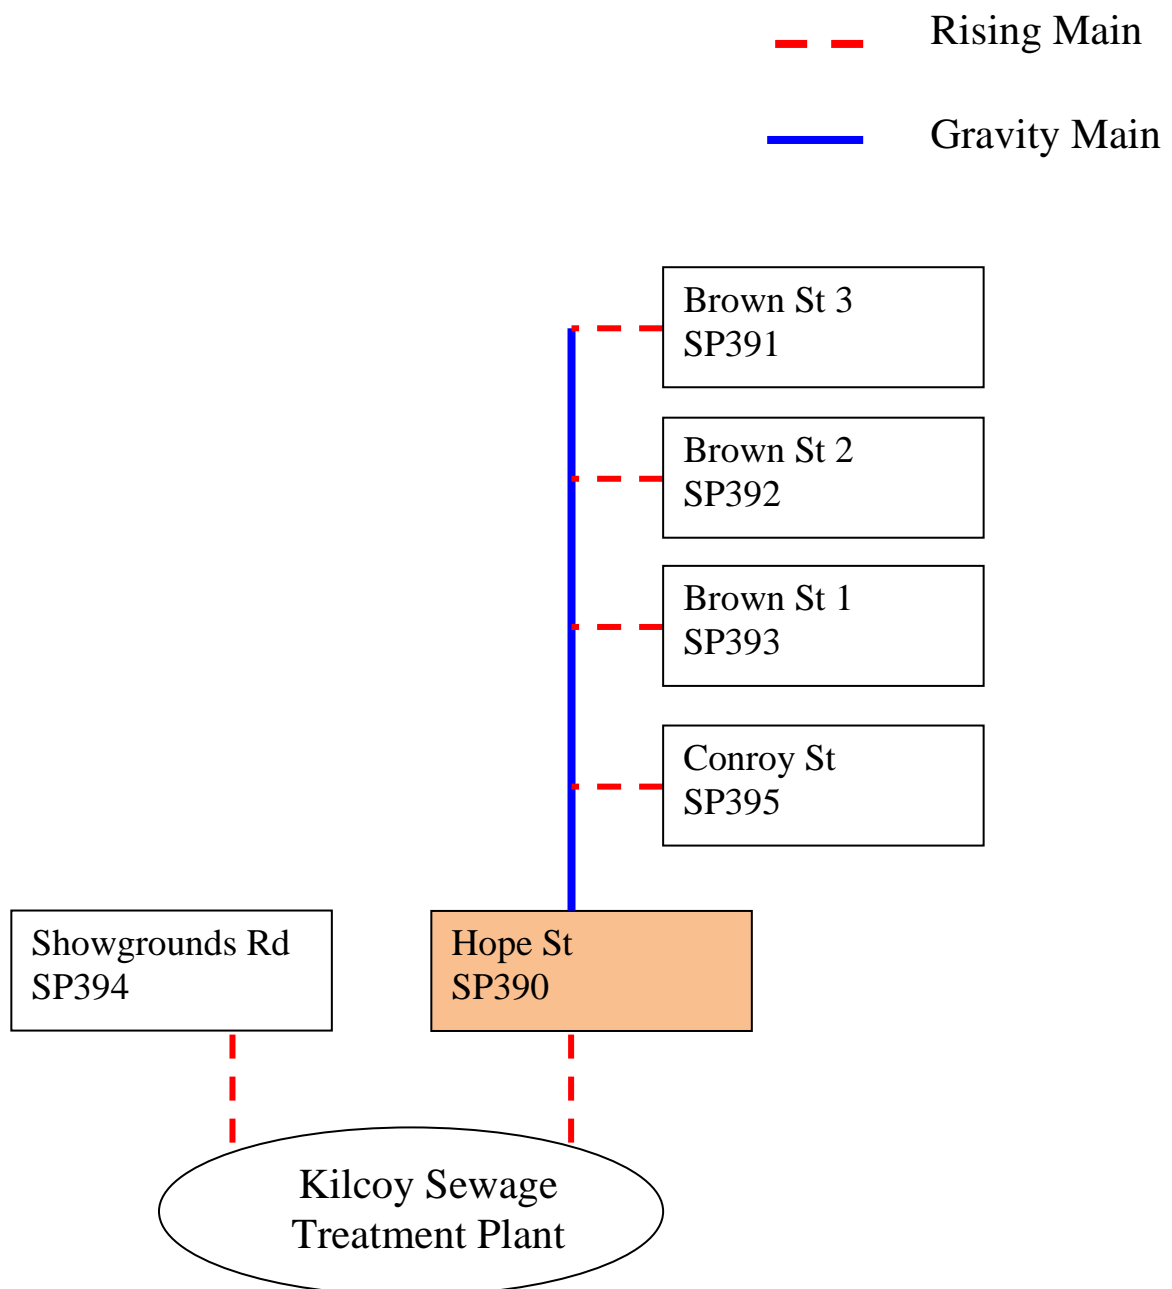 Rising Main
Gravity Main
Brown St 3
SP391
Brown St 2
SP392
Brown St 1
SP393
Conroy St
SP395
Showgrounds Rd
SP394
Hope St
SP390
Kilcoy Sewage
Treatment Plant